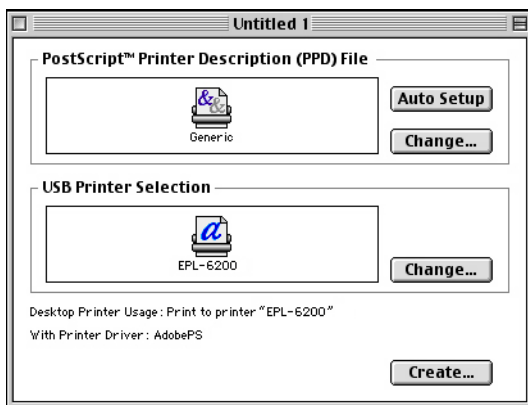 Untitled 1
PostScript™ Printer Description (PPD) File
Generic
Auto Setup
Change...
USB Printer Selection
EPL-6200
Change...
Desktop Printer Usage: Print to printer “EPL-6200”
With Printer Driver: AdobePS
Create...